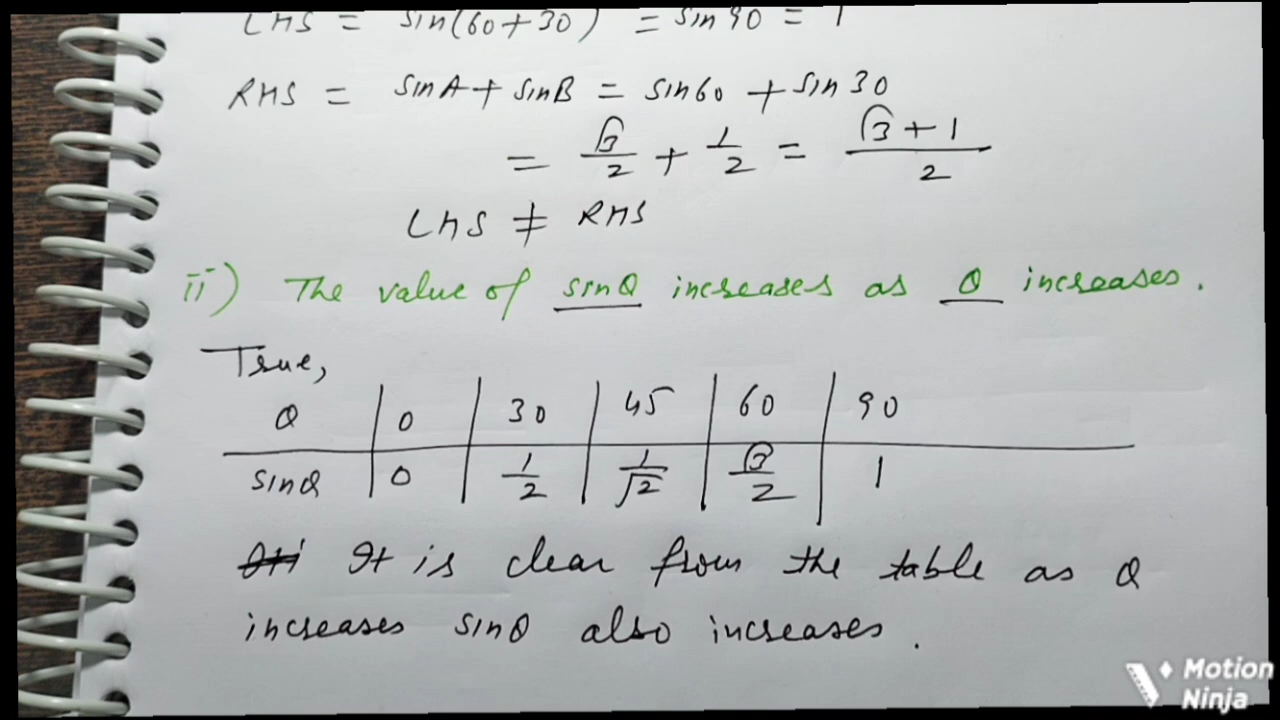 LHS = sin(60+30) = sin90 = 1
RHS = sinA + sinB = sin60 + sin30
= √3/2 + 1/2 = √3+1/2
LHS ≠ RHS
ii) The value of sinθ increases as θ increases.
True,
θ | 0 | 30 | 45 | 60 | 90
sinθ | 0 | 1/2 | 1/√2 | √3/2 | 1
It is clear from the table as θ
increases sinθ also increases.
Motion
Ninja